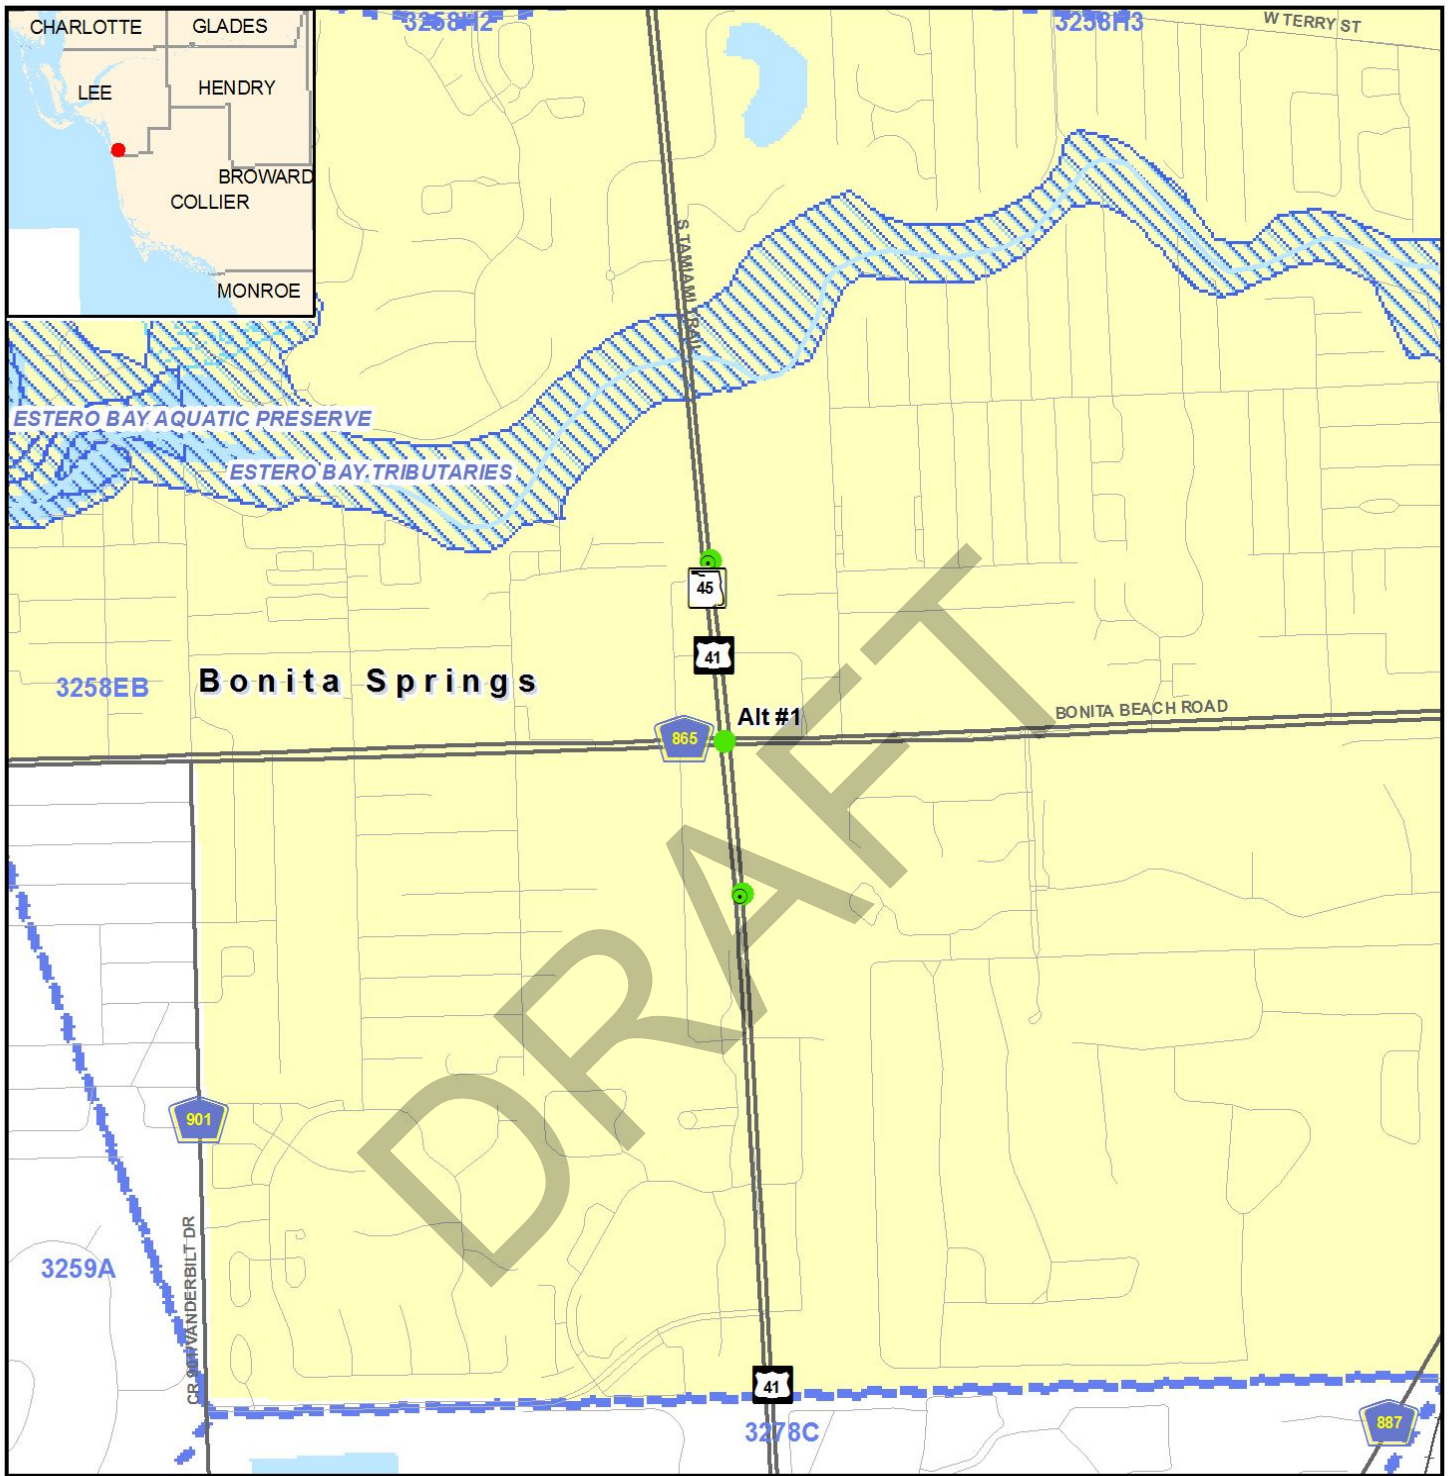 3258H2
3258H3
W TERRY ST
CHARLOTTE
GLADES
LEE
HENDRY
BROWARD
COLLIER
MONROE
S TAMIAMI TRAIL
ESTERO BAY AQUATIC PRESERVE
ESTERO BAY TRIBUTARIES
45
41
3258EB
Bonita Springs
865
Alt #1
BONITA BEACH ROAD
DRAFT
901
3259A
CR 901/VANDERBILT DR
41
3278C
887